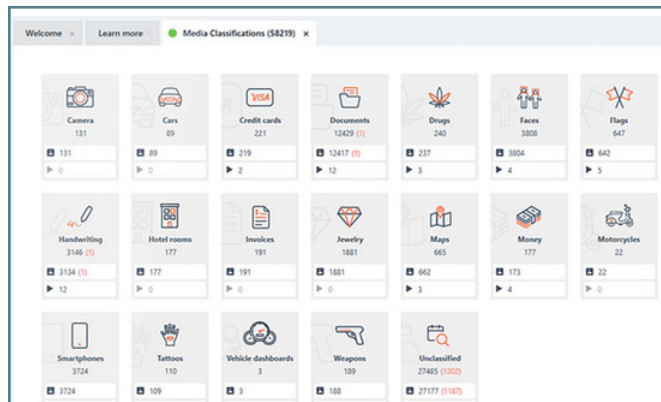 Welcome ×
Learn more
Media Classifications (58219) ×
Camera
131
131
0
Cars
89
89
0
VISA
Credit cards
221
219
2
Documents
12429 (1)
12417 (1)
12
Drugs
240
237
3
Faces
3808
3804
4
Flags
647
642
5
Handwriting
3146 (1)
3134 (1)
12
Hotel rooms
177
177
0
Invoices
191
191
0
Jewelry
1881
1881
0
Maps
665
662
3
Money
177
173
4
Motorcycles
22
22
0
Smartphones
3724
3724
Tattoos
110
109
Vehicle dashboards
3
3
Weapons
189
188
Unclassified
27485 (1202)
27177 (1187)